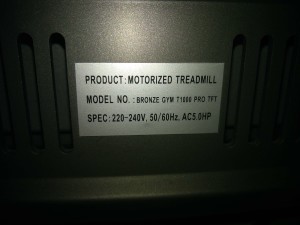 PRODUCT: MOTORIZED TREADMILL
MODEL NO. : BRONZE GYM T1000 PRO TFT
SPEC: 220-240V, 50/60Hz, AC5.0HP